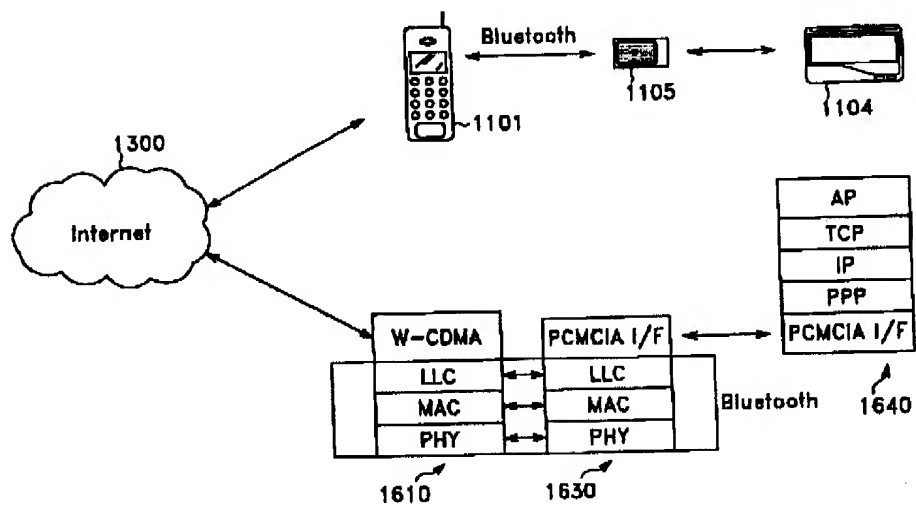 Bluetooth
1105
1104
1101
1300
Internet
AP
TCP
IP
PPP
PCMCIA I/F
1640
W-CDMA
LLC
MAC
PHY
1610
PCMCIA I/F
LLC
MAC
PHY
1630
Bluetooth